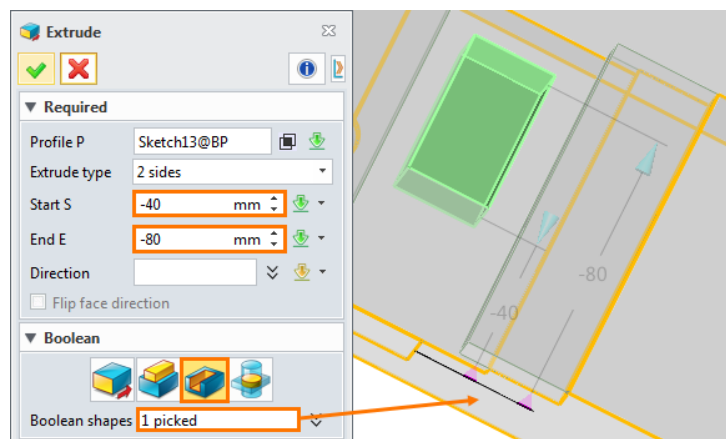 Extrude
Required
Profile P Sketch13@BP
Extrude type 2 sides
Start S -40 mm
End E -80 mm
Direction
Flip face direction
Boolean
Boolean shapes 1 picked
-80
-40